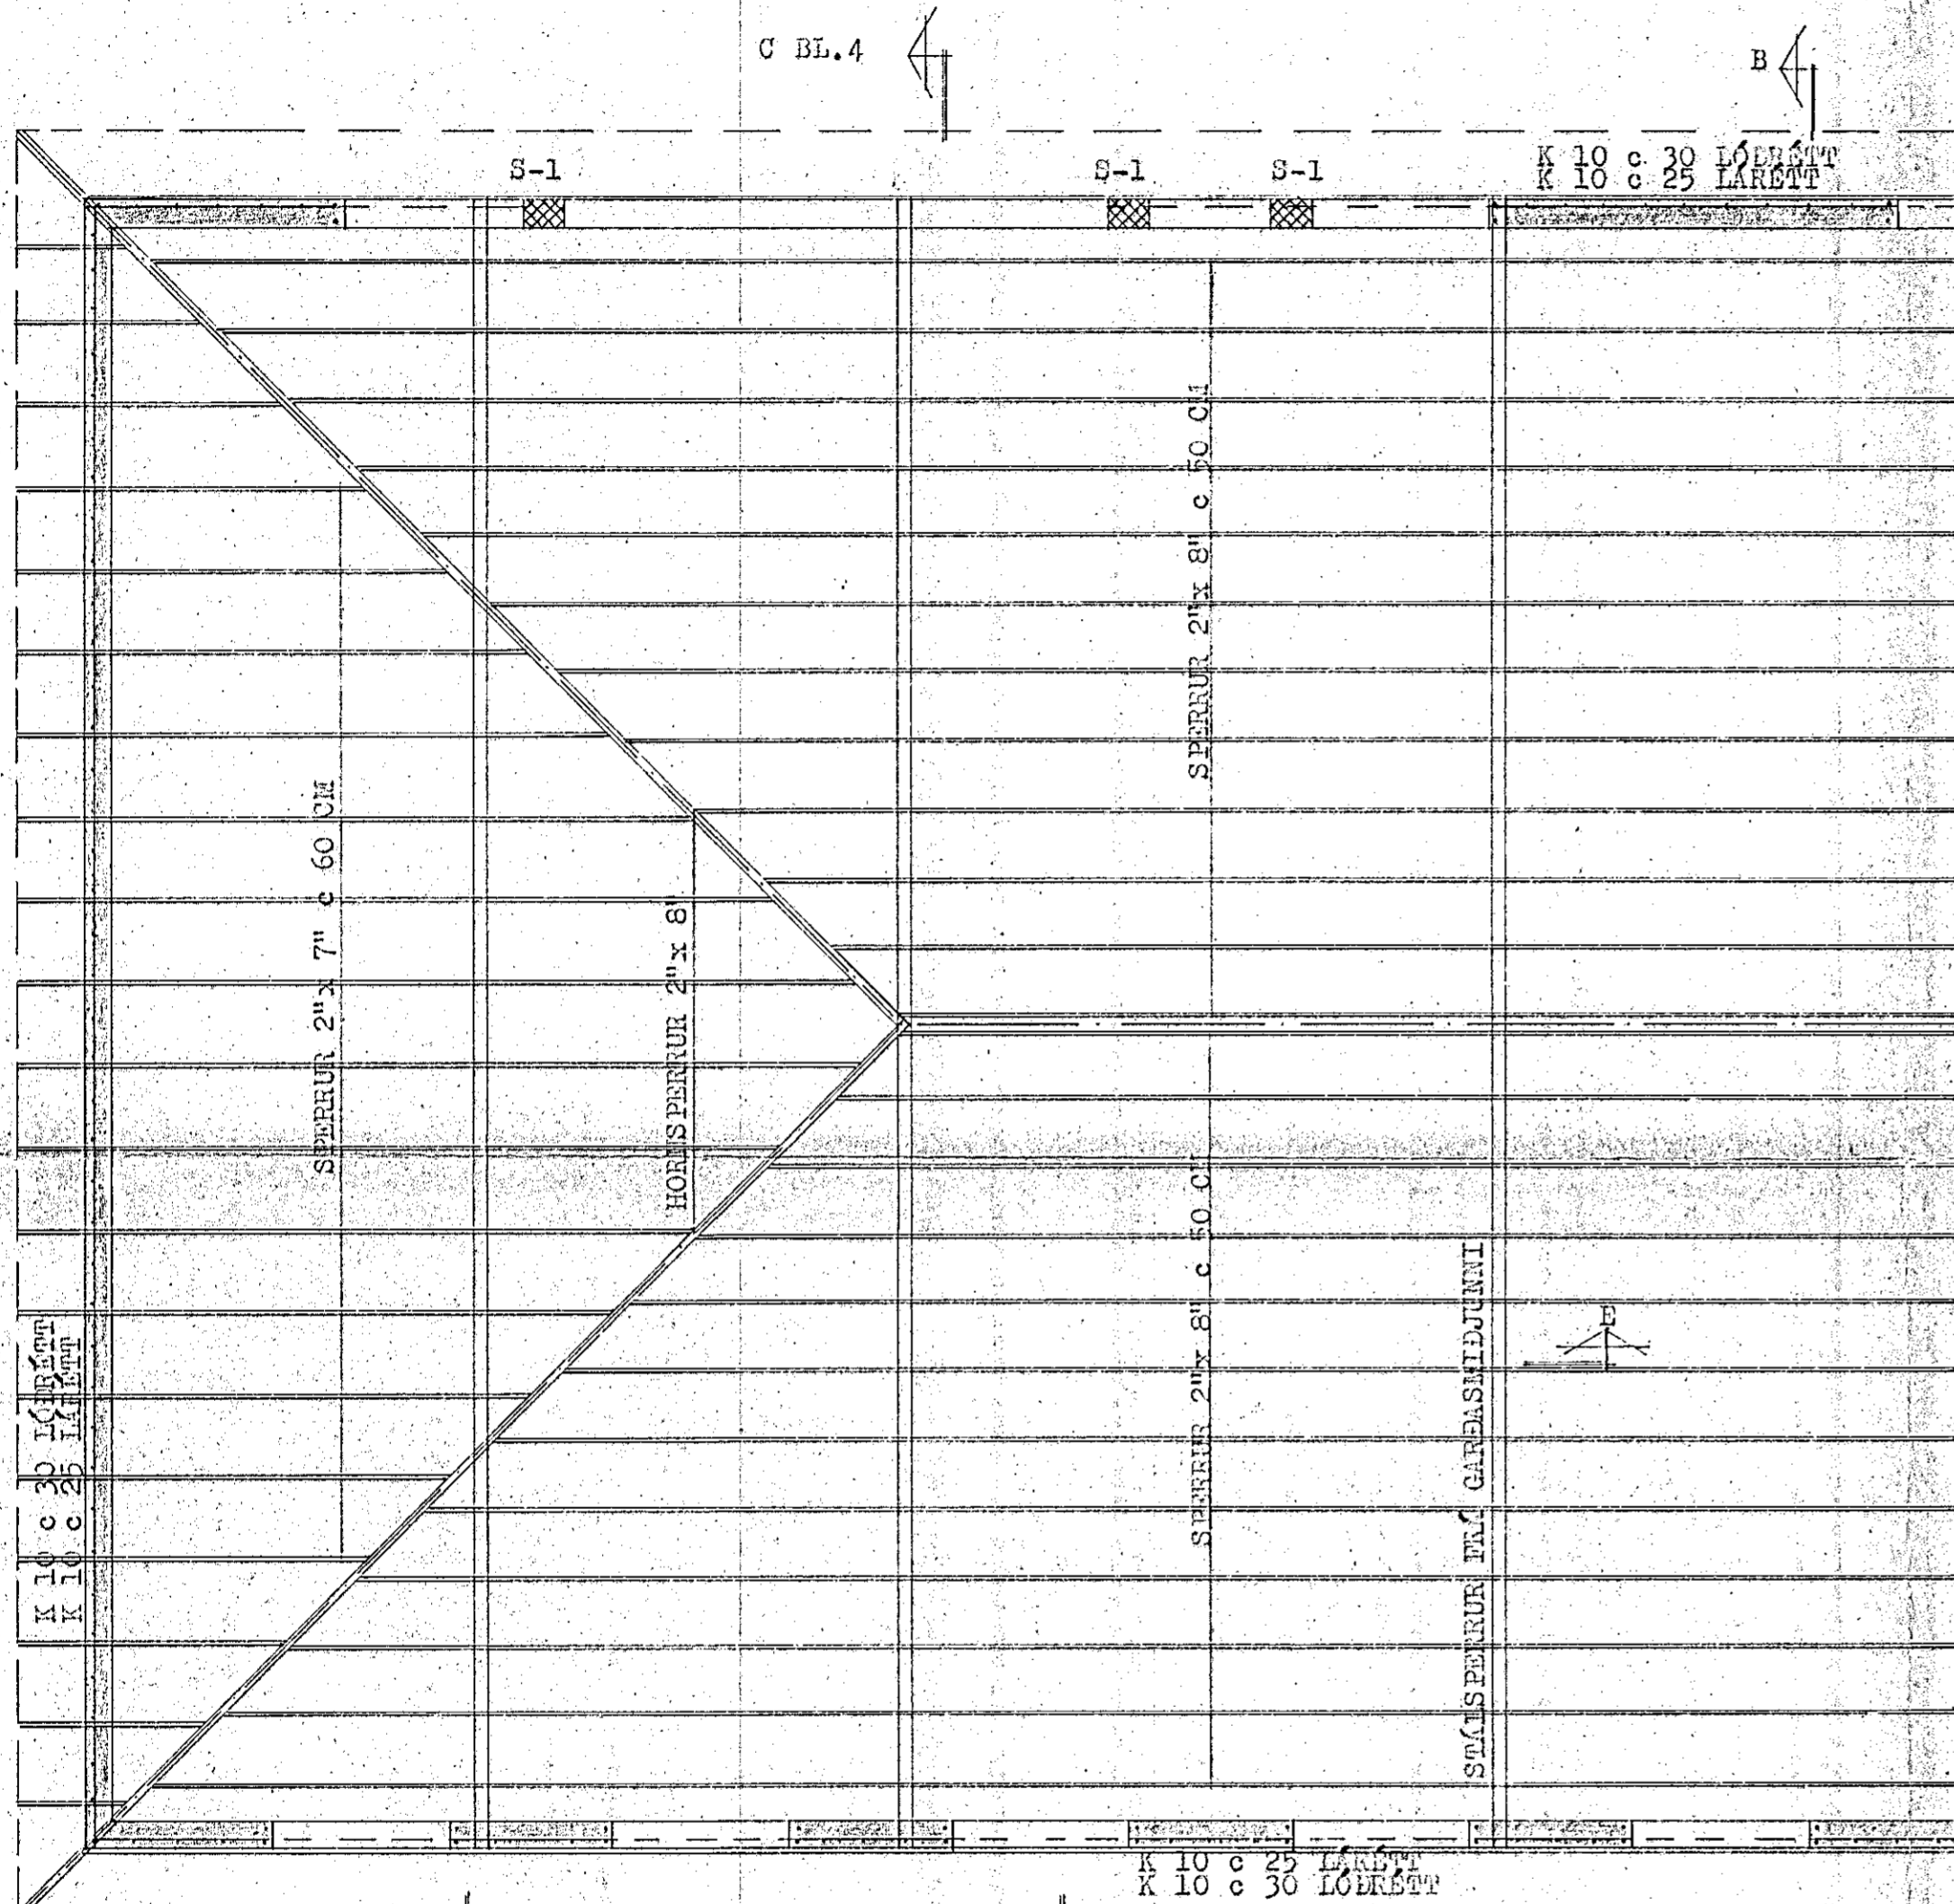 C BL.4
B
S-1
S-1
S-1
K 10 c 30 LÓÐRÉTT
K 10 c 25 LÁRÉTT
SPERRUR 2"x 8" c 50 CM
SPERRUR 2"x 7" c 60 CM
HORNSPERRUR 2"x 8"
SPERRUR 2"x 8" c 50 CM
STÁLSPERRUR FRÁ GARÐASMIÐJUNNI
E
K 10 c 30 LÓÐRÉTT
K 10 c 25 LÁRÉTT
K 10 c 25 LÁRÉTT
K 10 c 30 LÓÐRÉTT